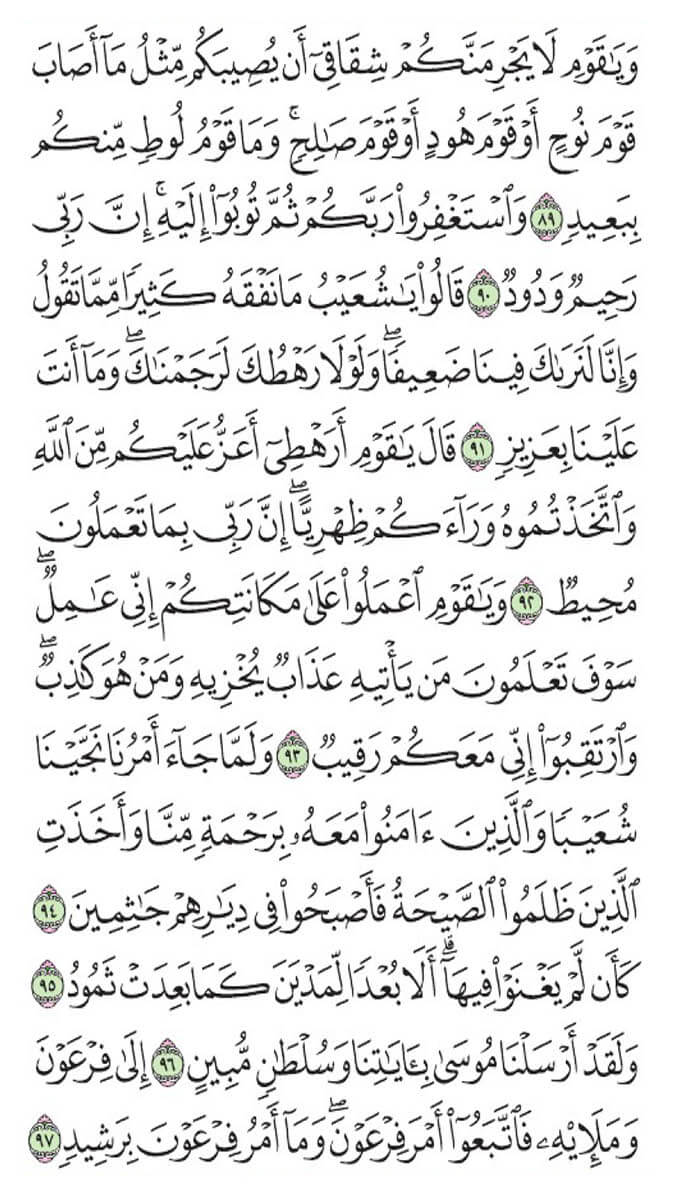 وَيَٰقَوۡمِ لَا يَجۡرِمَنَّكُمۡ شِقَاقِيٓ أَن يُصِيبَكُم مِّثۡلُ مَآ أَصَابَ
قَوۡمَ نُوحٍ أَوۡ قَوۡمَ هُودٍ أَوۡ قَوۡمَ صَٰلِحٖۚ وَمَا قَوۡمُ لُوطٖ مِّنكُم
بِبَعِيدٖ ٨٩ وَٱسۡتَغۡفِرُواْ رَبَّكُمۡ ثُمَّ تُوبُوٓاْ إِلَيۡهِۚ إِنَّ رَبِّي
رَحِيمٞ وَدُودٞ ٩٠ قَالُواْ يَٰشُعَيۡبُ مَا نَفۡقَهُ كَثِيرٗا مِّمَّا تَقُولُ
وَإِنَّا لَنَرَىٰكَ فِينَا ضَعِيفٗاۖ وَلَوۡلَا رَهۡطُكَ لَرَجَمۡنَٰكَۖ وَمَآ أَنتَ
عَلَيۡنَا بِعَزِيزٖ ٩١ قَالَ يَٰقَوۡمِ أَرَهۡطِيٓ أَعَزُّ عَلَيۡكُم مِّنَ ٱللَّهِ
وَٱتَّخَذۡتُمُوهُ وَرَآءَكُمۡ ظِهۡرِيًّاۖ إِنَّ رَبِّي بِمَا تَعۡمَلُونَ
مُحِيطٞ ٩٢ وَيَٰقَوۡمِ ٱعۡمَلُواْ عَلَىٰ مَكَانَتِكُمۡ إِنِّي عَٰمِلٞۖ
سَوۡفَ تَعۡلَمُونَ مَن يَأۡتِيهِ عَذَابٞ يُخۡزِيهِ وَمَنۡ هُوَ كَٰذِبٞۖ
وَٱرۡتَقِبُوٓاْ إِنِّي مَعَكُمۡ رَقِيبٞ ٩٣ وَلَمَّا جَآءَ أَمۡرُنَا نَجَّيۡنَا
شُعَيۡبٗا وَٱلَّذِينَ ءَامَنُواْ مَعَهُۥ بِرَحۡمَةٖ مِّنَّا وَأَخَذَتِ
ٱلَّذِينَ ظَلَمُواْ ٱلصَّيۡحَةُ فَأَصۡبَحُواْ فِي دِيَٰرِهِمۡ جَٰثِمِينَ ٩٤
كَأَن لَّمۡ يَغۡنَوۡاْ فِيهَآۗ أَلَا بُعۡدٗا لِّمَدۡيَنَ كَمَا بَعِدَتۡ ثَمُودُ ٩٥
وَلَقَدۡ أَرۡسَلۡنَا مُوسَىٰ بِـَٔايَٰتِنَا وَسُلۡطَٰنٖ مُّبِينٍ ٩٦ إِلَىٰ فِرۡعَوۡنَ
وَمَلَإِيْهِۦ فَٱتَّبَعُوٓاْ أَمۡرَ فِرۡعَوۡنَۖ وَمَآ أَمۡرُ فِرۡعَوۡنَ بِرَشِيدٖ ٩٧